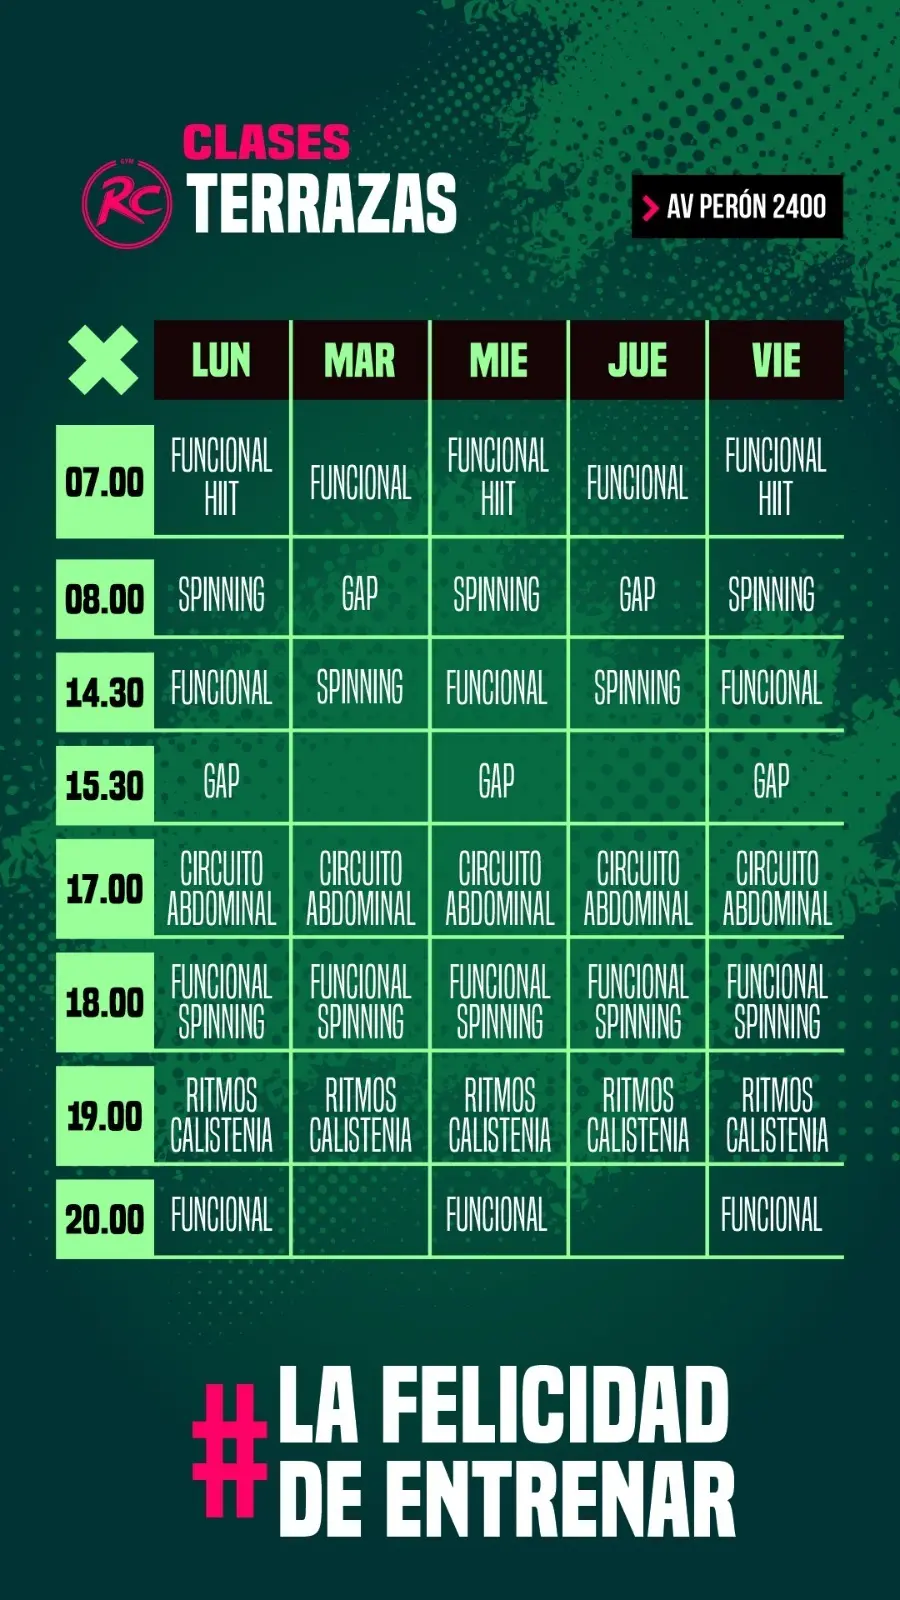 CLASES
GYM
RC
TERRAZAS
AV PERÓN 2400
LUN MAR MIE JUE VIE
07.00 FUNCIONAL HIIT FUNCIONAL FUNCIONAL HIIT FUNCIONAL FUNCIONAL HIIT
08.00 SPINNING GAP SPINNING GAP SPINNING
14.30 FUNCIONAL SPINNING FUNCIONAL SPINNING FUNCIONAL
15.30 GAP GAP GAP
17.00 CIRCUITO ABDOMINAL CIRCUITO ABDOMINAL CIRCUITO ABDOMINAL CIRCUITO ABDOMINAL CIRCUITO ABDOMINAL
18.00 FUNCIONAL SPINNING FUNCIONAL SPINNING FUNCIONAL SPINNING FUNCIONAL SPINNING FUNCIONAL SPINNING
19.00 RITMOS CALISTENIA RITMOS CALISTENIA RITMOS CALISTENIA RITMOS CALISTENIA RITMOS CALISTENIA
20.00 FUNCIONAL FUNCIONAL FUNCIONAL
# LA FELICIDAD
DE ENTRENAR